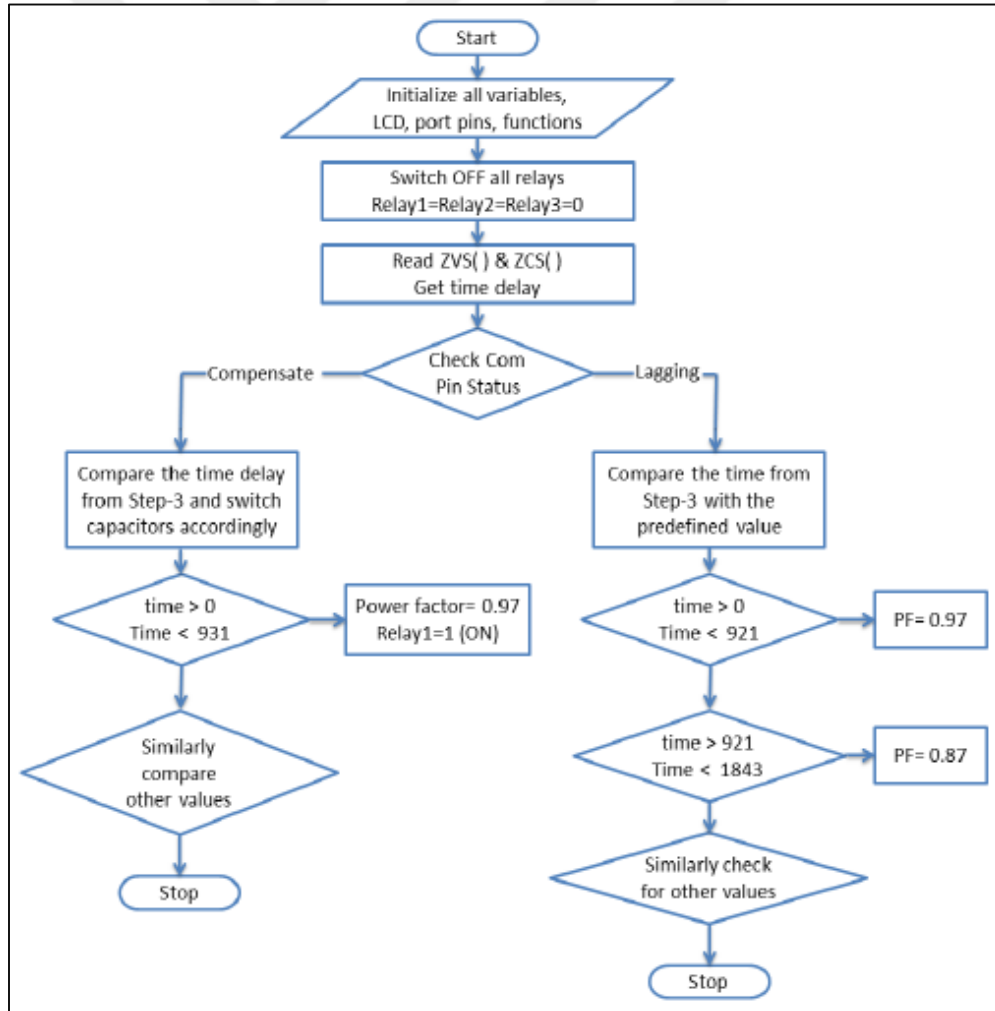 Start
Initialize all variables,
LCD, port pins, functions
Switch OFF all relays
Relay1=Relay2=Relay3=0
Read ZVS( ) & ZCS( )
Get time delay
Check Com
Pin Status
Compensate
Lagging
Compare the time delay
from Step-3 and switch
capacitors accordingly
time > 0
Time < 931
Power factor= 0.97
Relay1=1 (ON)
Similarly
compare
other values
Stop
Compare the time from
Step-3 with the
predefined value
time > 0
Time < 921
PF= 0.97
time > 921
Time < 1843
PF= 0.87
Similarly check
for other values
Stop